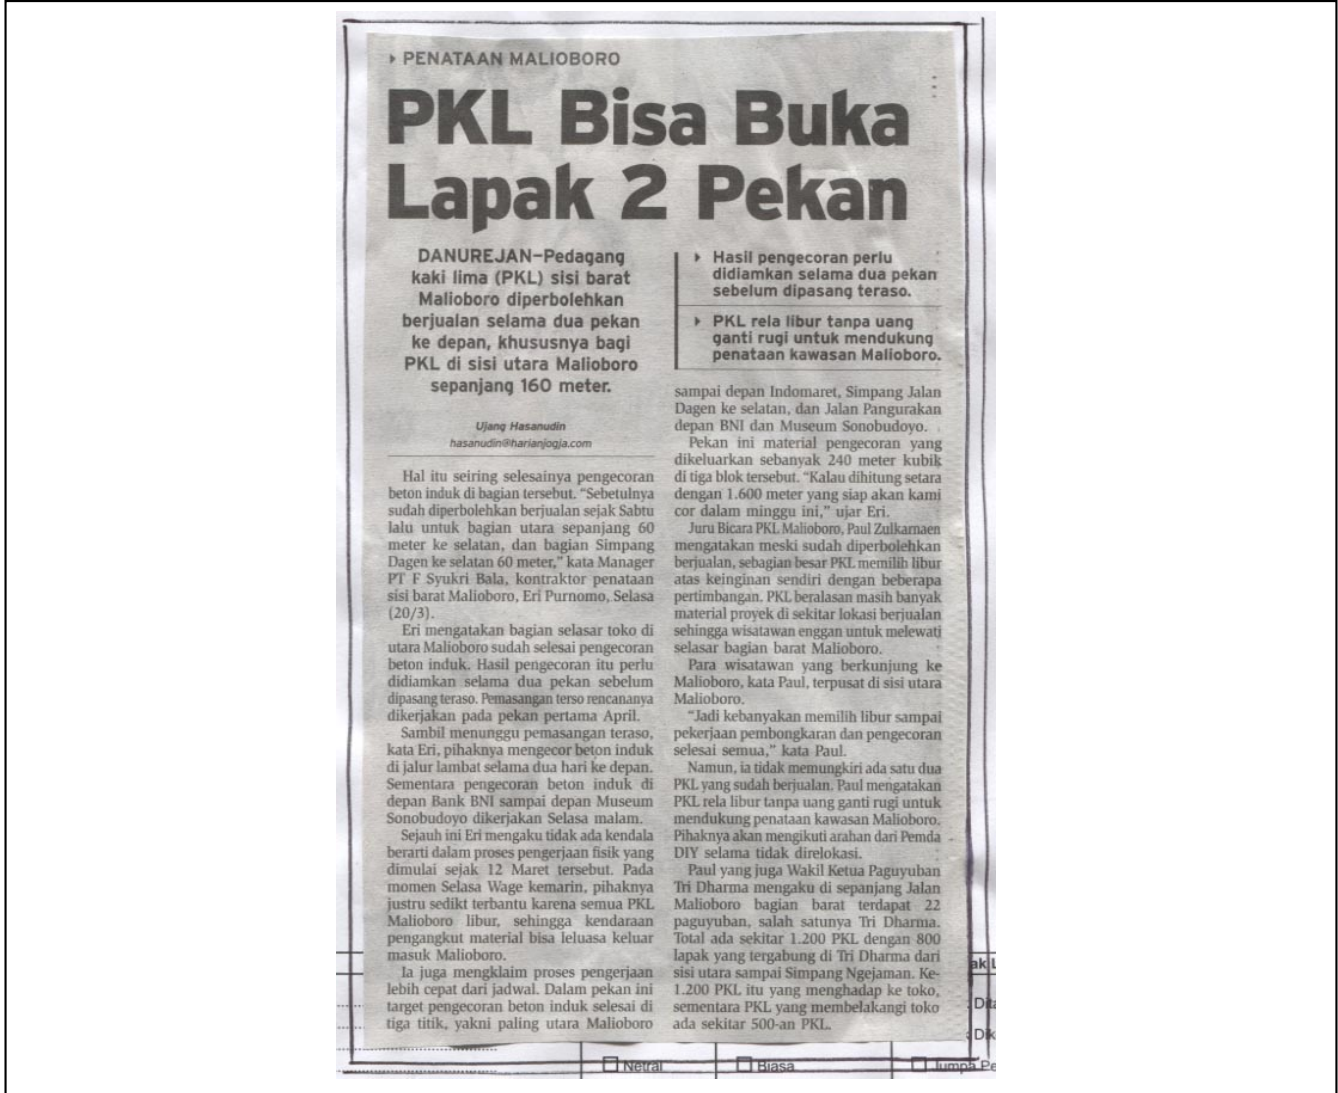 PENATAAN MALIOBORO
PKL Bisa Buka
Lapak 2 Pekan
DANUREJAN–Pedagang
kaki lima (PKL) sisi barat
Malioboro diperbolehkan
berjualan selama dua pekan
ke depan, khususnya bagi
PKL di sisi utara Malioboro
sepanjang 160 meter.
Ujang Hasanudin
hasanudin@harianjogja.com
Hal itu seiring selesainya pengecoran
beton induk di bagian tersebut. “Sebetulnya
sudah diperbolehkan berjualan sejak Sabtu
lalu untuk bagian utara sepanjang 60
meter ke selatan, dan bagian Simpang
Dagen ke selatan 60 meter,” kata Manager
PT F Syukri Bala, kontraktor penataan
sisi barat Malioboro, Eri Purnomo, Selasa
(20/3).
Eri mengatakan bagian selasar toko di
utara Malioboro sudah selesai pengecoran
beton induk. Hasil pengecoran itu perlu
didiamkan selama dua pekan sebelum
dipasang teraso. Pemasangan terso rencananya
dikerjakan pada pekan pertama April.
Sambil menunggu pemasangan teraso,
kata Eri, pihaknya mengecor beton induk
di jalur lambat selama dua hari ke depan.
Sementara pengecoran beton induk di
depan Bank BNI sampai depan Museum
Sonobudoyo dikerjakan Selasa malam.
Sejauh ini Eri mengaku tidak ada kendala
berarti dalam proses pengerjaan fisik yang
dimulai sejak 12 Maret tersebut. Pada
momen Selasa Wage kemarin, pihaknya
justru sedikt terbantu karena semua PKL
Malioboro libur, sehingga kendaraan
pengangkut material bisa leluasa keluar
masuk Malioboro.
Ia juga mengklaim proses pengerjaan
lebih cepat dari jadwal. Dalam pekan ini
target pengecoran beton induk selesai di
tiga titik, yakni paling utara Malioboro
Hasil pengecoran perlu
didiamkan selama dua pekan
sebelum dipasang teraso.
PKL rela libur tanpa uang
ganti rugi untuk mendukung
penataan kawasan Malioboro.
sampai depan Indomaret, Simpang Jalan
Dagen ke selatan, dan Jalan Pangurakan
depan BNI dan Museum Sonobudoyo.
Pekan ini material pengecoran yang
dikeluarkan sebanyak 240 meter kubik
di tiga blok tersebut. “Kalau dihitung setara
dengan 1.600 meter yang siap akan kami
cor dalam minggu ini,” ujar Eri.
Juru Bicara PKL Malioboro, Paul Zulkarnaen
mengatakan meski sudah diperbolehkan
berjualan, sebagian besar PKL memilih libur
atas keinginan sendiri dengan beberapa
pertimbangan. PKL beralasan masih banyak
material proyek di sekitar lokasi berjualan
sehingga wisatawan enggan untuk melewati
selasar bagian barat Malioboro.
Para wisatawan yang berkunjung ke
Malioboro, kata Paul, terpusat di sisi utara
Malioboro.
“Jadi kebanyakan memilih libur sampai
pekerjaan pembongkaran dan pengecoran
selesai semua,” kata Paul.
Namun, ia tidak memungkiri ada satu dua
PKL yang sudah berjualan. Paul mengatakan
PKL rela libur tanpa uang ganti rugi untuk
mendukung penataan kawasan Malioboro.
Pihaknya akan mengikuti arahan dari Pemda
DIY selama tidak direlokasi.
Paul yang juga Wakil Ketua Paguyuban
Tri Dharma mengaku di sepanjang Jalan
Malioboro bagian barat terdapat 22
paguyuban, salah satunya Tri Dharma.
Total ada sekitar 1.200 PKL dengan 800
lapak yang tergabung di Tri Dharma dari
sisi utara sampai Simpang Ngejaman. Ke-
1.200 PKL itu yang menghadap ke toko,
sementara PKL yang membelakangi toko
ada sekitar 500-an PKL.
Netral
Biasa
Jumpa Pe